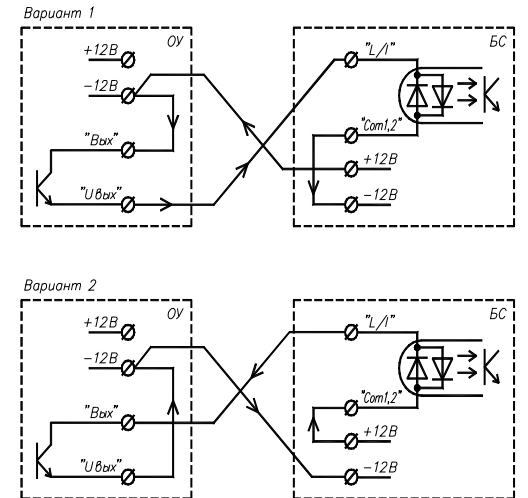 Вариант 1
ОУ
БС
+12В
"L/I"
-12В
"Вых"
"Com1,2"
+12В
"Uвых"
-12В
Вариант 2
ОУ
БС
+12В
"L/I"
-12В
"Вых"
"Com1,2"
+12В
"Uвых"
-12В